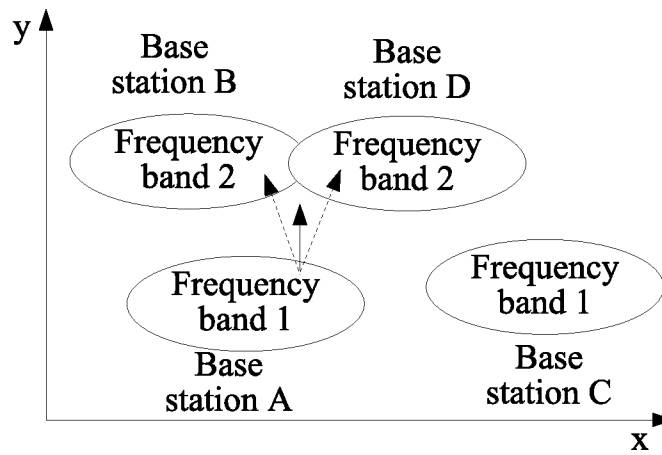 y
Base
station B
Base
station D
Frequency
band 2
Frequency
band 2
Frequency
band 1
Frequency
band 1
Base
station A
Base
station C
x